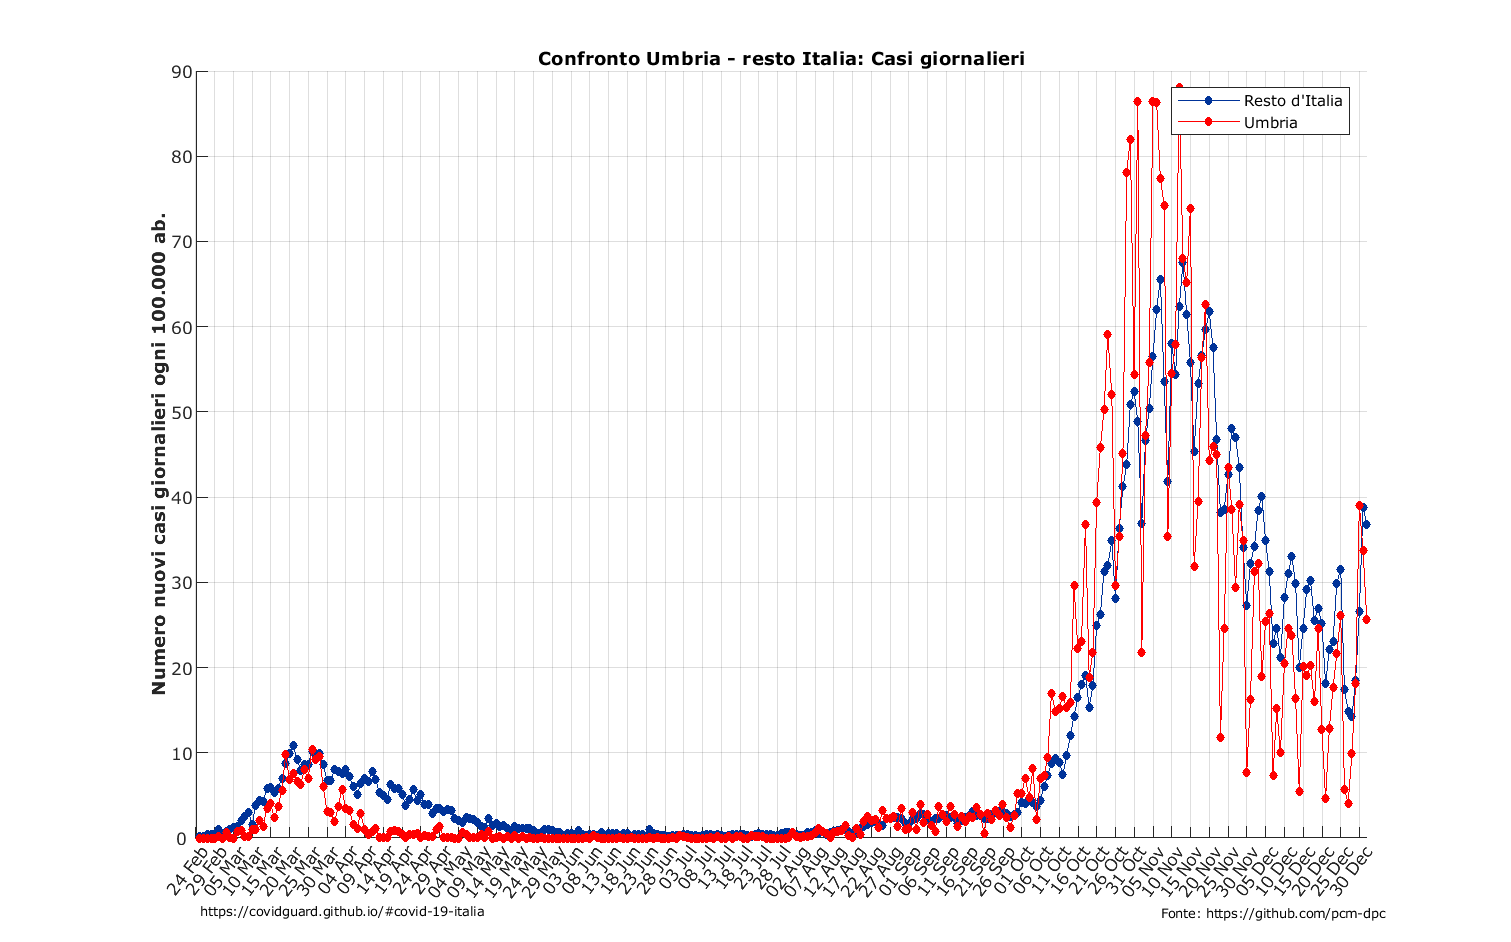 Confronto Umbria - resto Italia: Casi giornalieri
Numero nuovi casi giornalieri ogni 100.000 ab.
90
80
70
60
50
40
30
20
10
0
Resto d'Italia
Umbria
24 Feb
29 Feb
05 Mar
10 Mar
15 Mar
20 Mar
25 Mar
30 Mar
04 Apr
09 Apr
14 Apr
19 Apr
24 Apr
29 Apr
04 May
09 May
14 May
19 May
24 May
29 May
03 Jun
08 Jun
13 Jun
18 Jun
23 Jun
28 Jun
03 Jul
08 Jul
13 Jul
18 Jul
23 Jul
28 Jul
02 Aug
07 Aug
12 Aug
17 Aug
22 Aug
27 Aug
01 Sep
06 Sep
11 Sep
16 Sep
21 Sep
26 Sep
01 Oct
06 Oct
11 Oct
16 Oct
21 Oct
26 Oct
31 Oct
05 Nov
10 Nov
15 Nov
20 Nov
25 Nov
30 Nov
05 Dec
10 Dec
15 Dec
20 Dec
25 Dec
30 Dec
https://covidguard.github.io/#covid-19-italia
Fonte: https://github.com/pcm-dpc